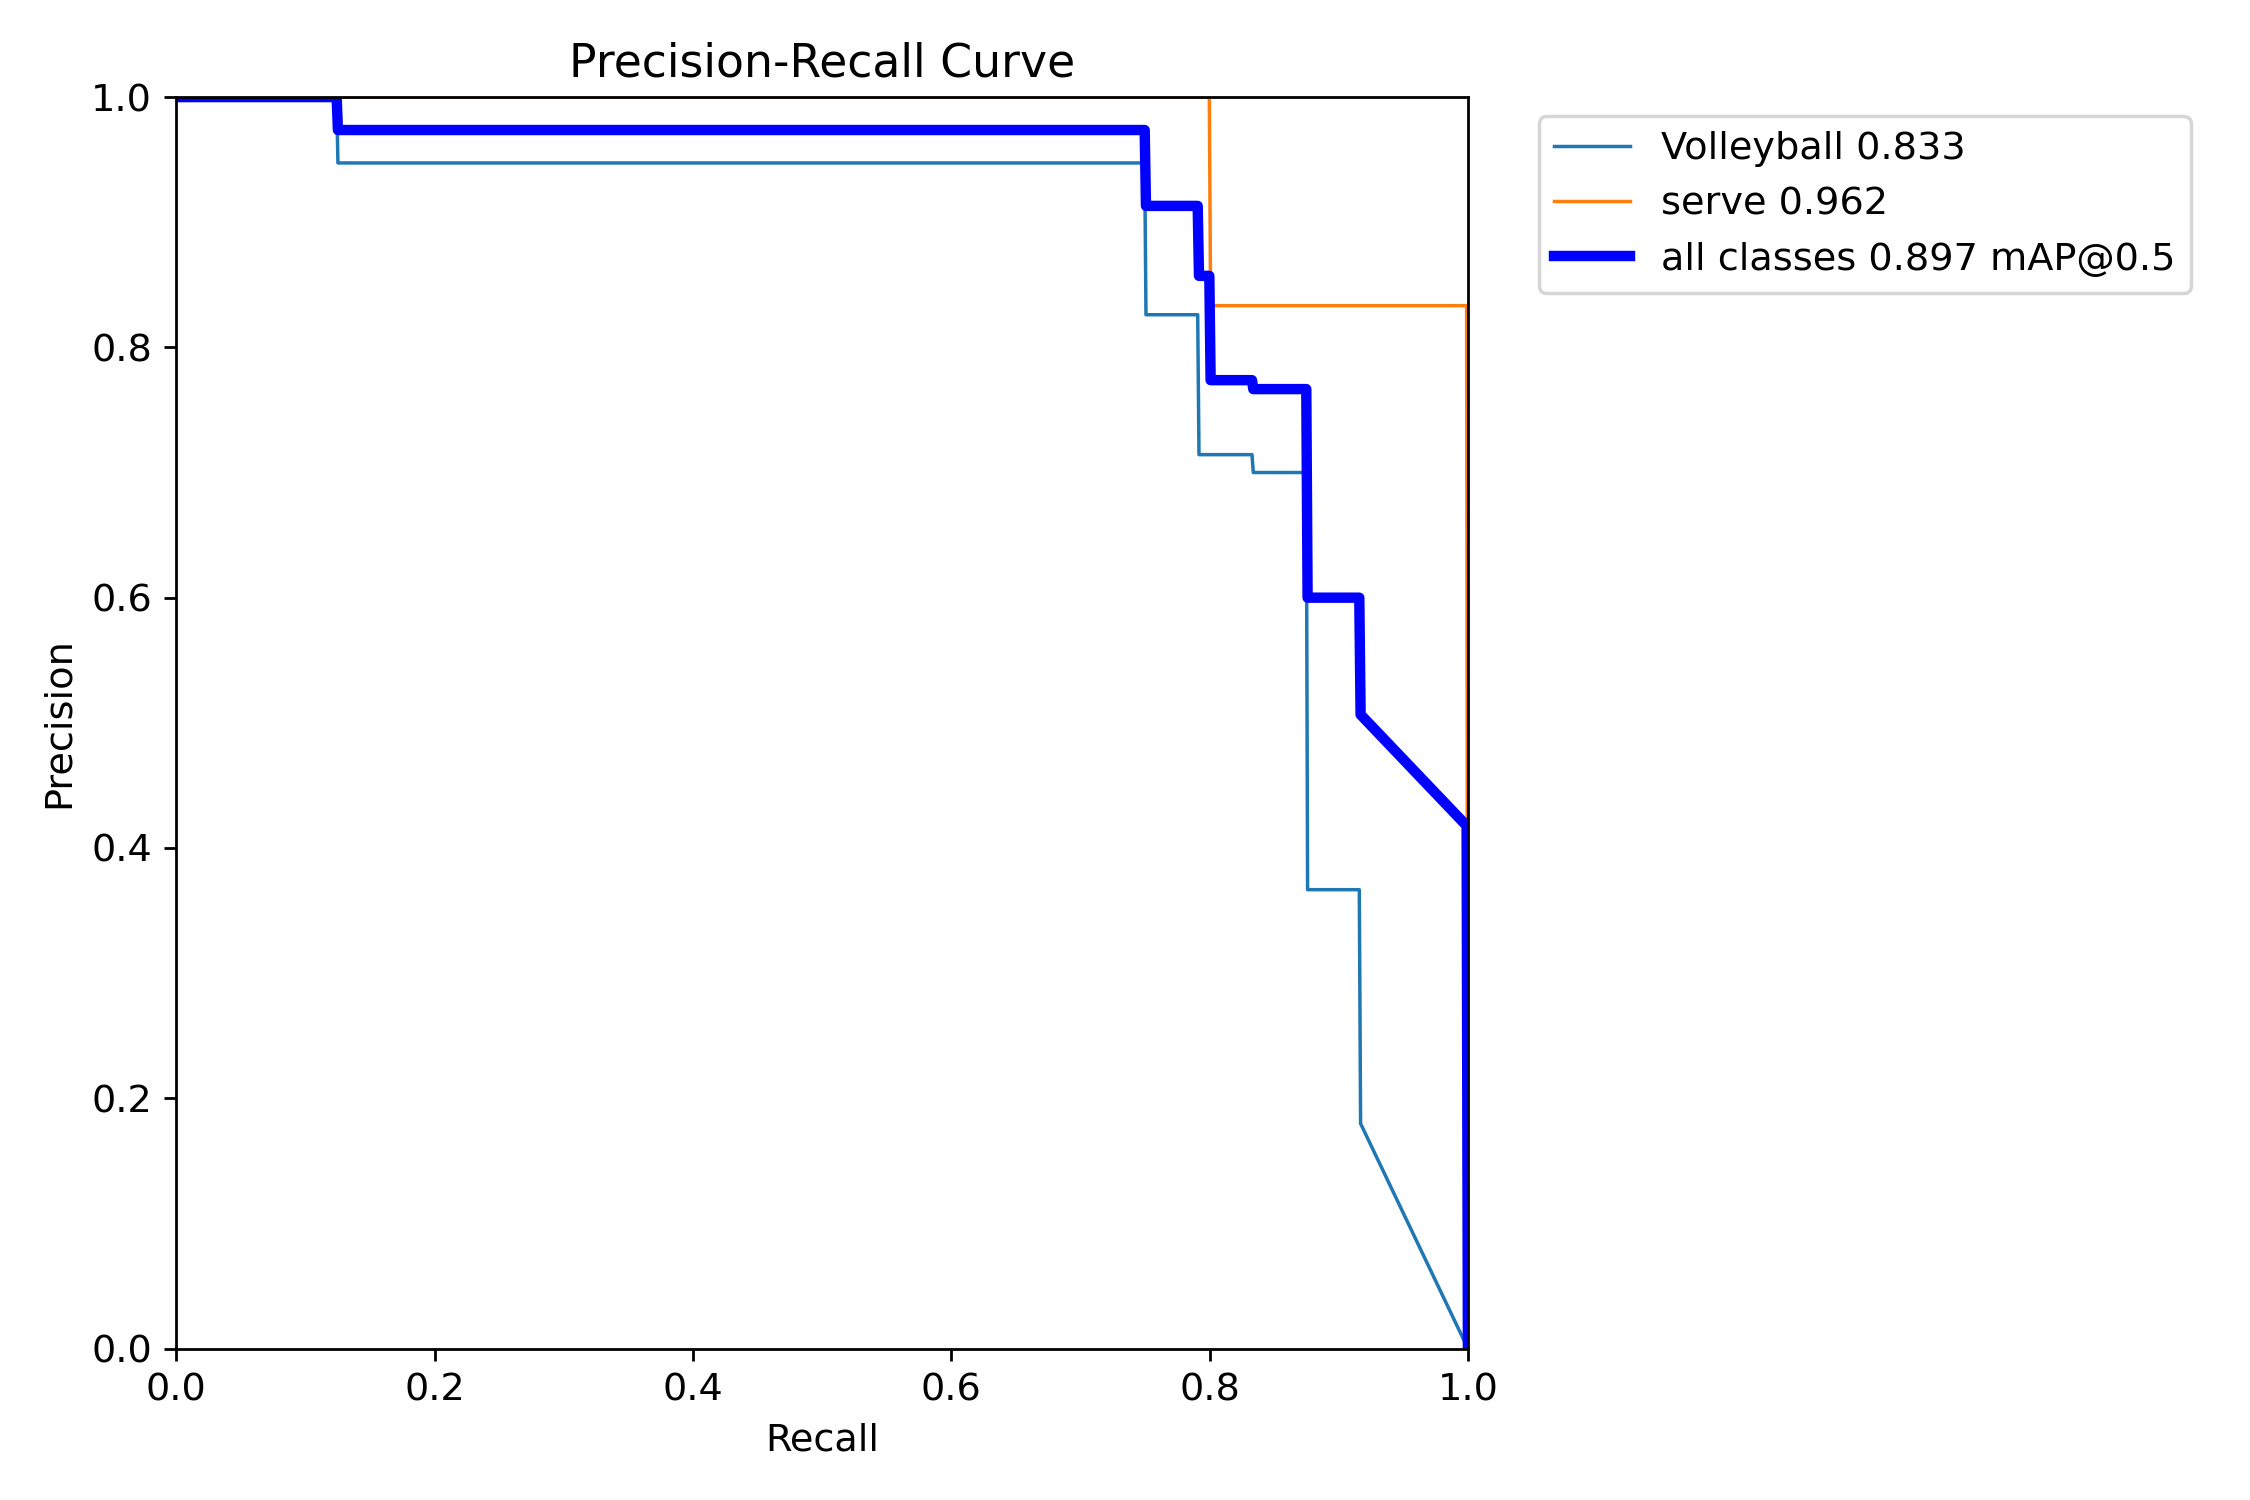 Precision-Recall Curve
1.0
0.8
0.6
0.4
0.2
0.0
Precision
0.0 0.2 0.4 0.6 0.8 1.0
Recall
Volleyball 0.833
serve 0.962
all classes 0.897 mAP@0.5